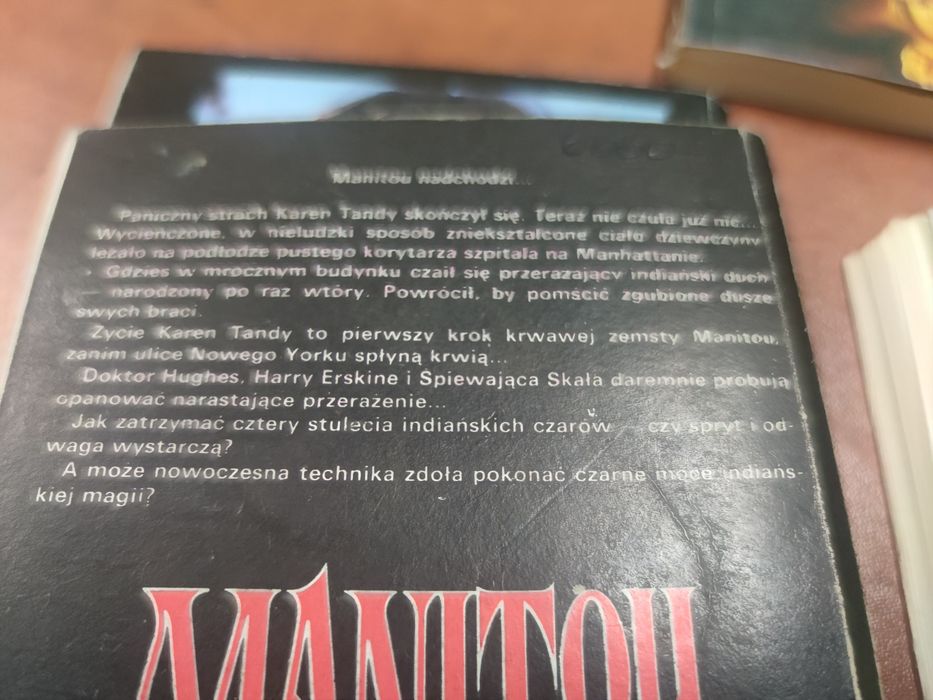 Manitou nadchodzi...
Paniczny strach Karen Tandy skończył się. Teraz nie czuła już nic...
Wycieńczone, w nieludzki sposób zniekształcone ciało dziewczyny
leżało na podłodze pustego korytarza szpitala na Manhattanie.
Gdzieś w mrocznym budynku czaił się przerażający indiański duch
— narodzony po raz wtóry. Powrócił, by pomścić zgubione dusze
swych braci.
Życie Karen Tandy to pierwszy krok krwawej zemsty Manitou,
zanim ulice Nowego Yorku spłyną krwią...
Doktor Hughes, Harry Erskine i Śpiewająca Skała daremnie próbują
opanować narastające przerażenie...
Jak zatrzymać cztery stulecia indiańskich czarów — czy spryt i od-
waga wystarczą?
A może nowoczesna technika zdoła pokonać czarne moce indiańs-
kiej magii?
MANITOU